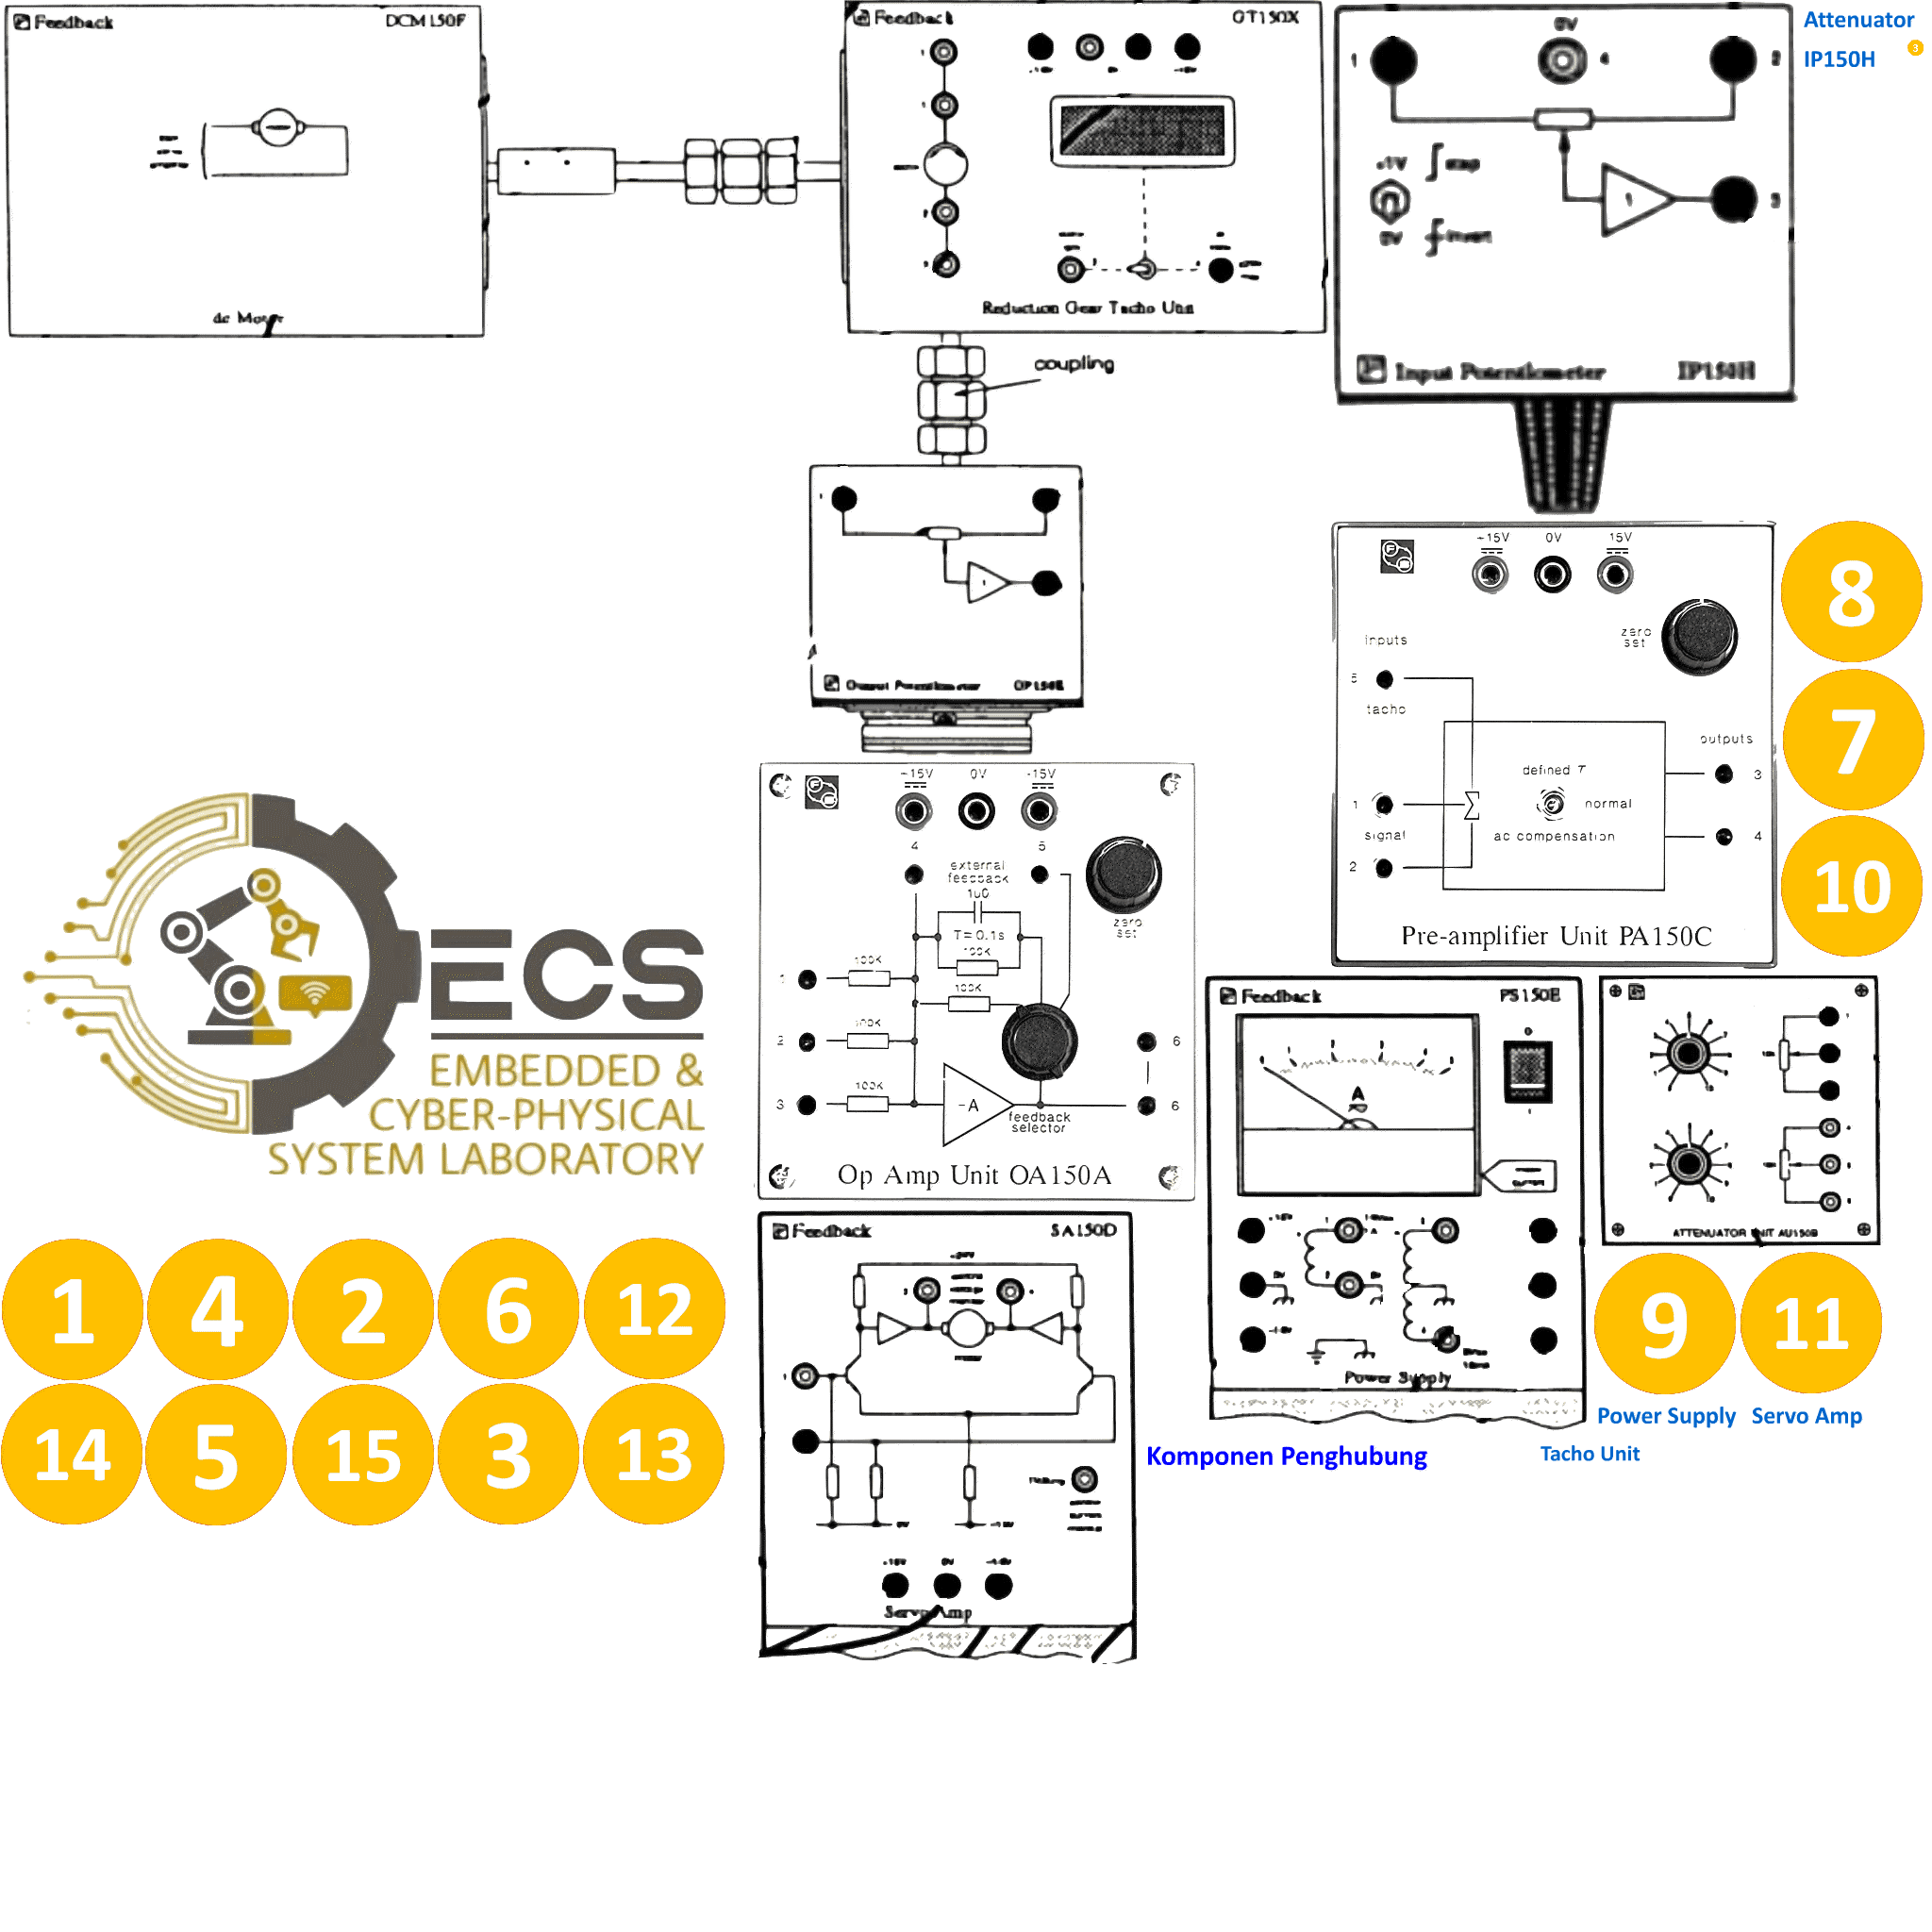 Feedback DCM150F
dc Motor
Feedback GT150X
Reduction Gear Tacho Unit
coupling
0V
1 4 2
3
0V
Input Potentiometer IP150H
Attenuator
IP150H 3
Output Potentiometer
+15V 0V 15V
zero
set
inputs
5
tacho
outputs
defined T
3
1 Σ normal
signal ac compensation 4
2
Pre-amplifier Unit PA150C
8
7
10
+15V 0V -15V
4 5
external
feedback
1u0
T=0.1s
100K
zero
set
1 100K
100K
2 100K 6
3 100K -A 6
feedback
selector
Op Amp Unit OA150A
ECS
EMBEDDED &
CYBER-PHYSICAL
SYSTEM LABORATORY
Feedback PS150E
A
Power Supply
ATTENUATOR UNIT AU150B
1 4 2 6 12
14 5 15 3 13
Feedback SA150D
0V
Servo Amp
9 11
Power Supply Servo Amp
Komponen Penghubung Tacho Unit